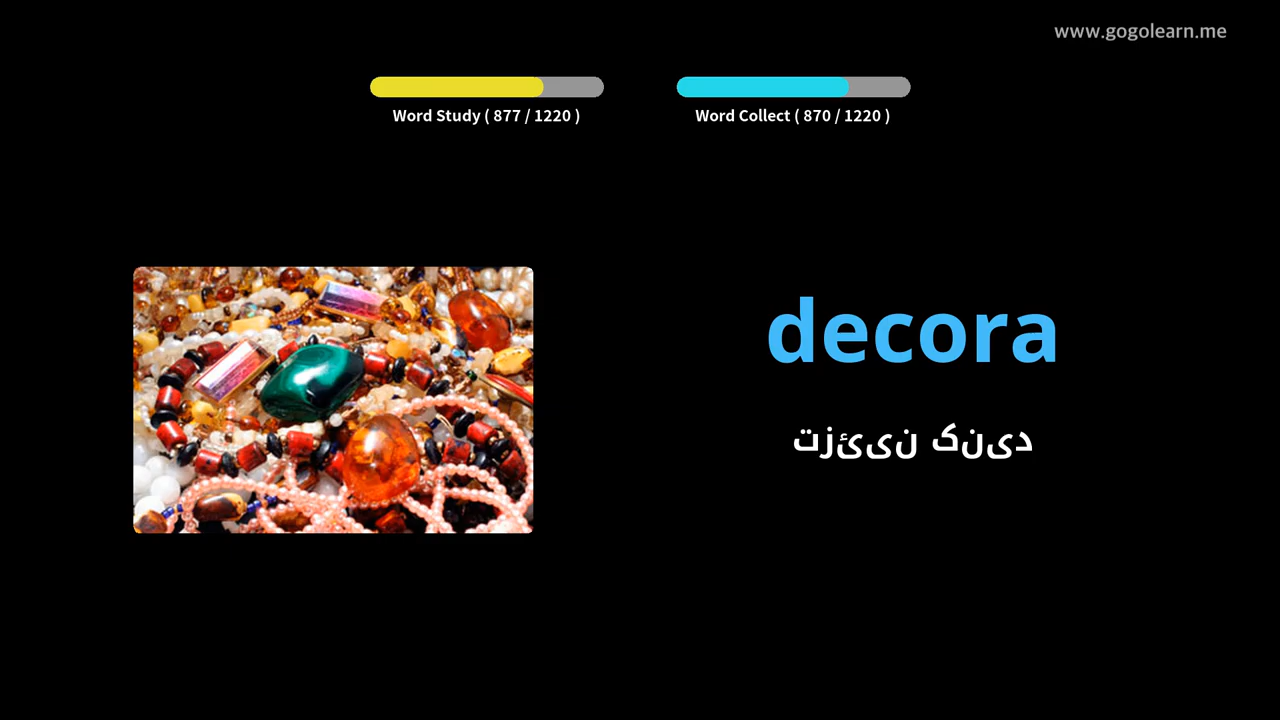 www.gogolearn.me
Word Study ( 877 / 1220 )
Word Collect ( 870 / 1220 )
decora
تزئین کنید